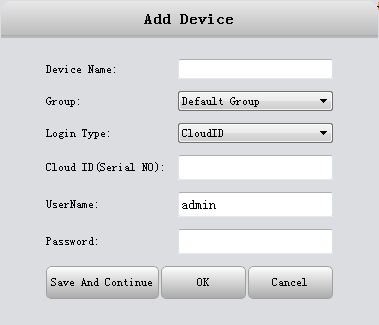 Add Device
Device Name:
Group: Default Group
Login Type: CloudID
Cloud ID(Serial NO):
UserName: admin
Password:
Save And Continue OK Cancel